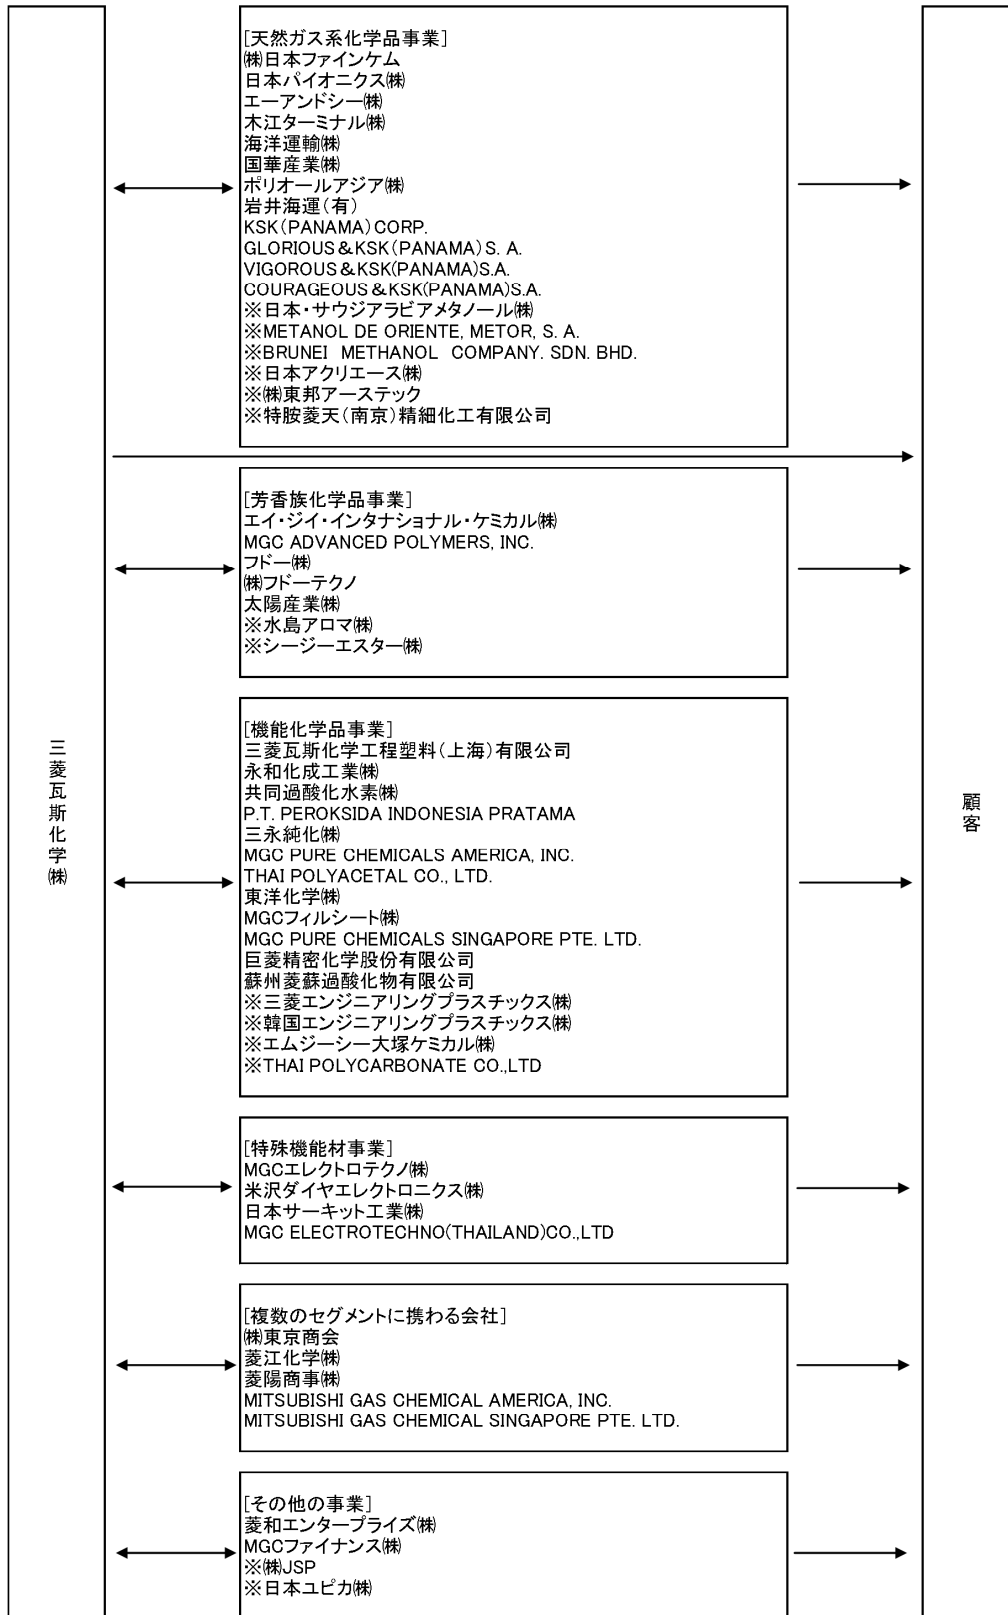 三菱瓦斯化学㈱
[天然ガス系化学品事業]
㈱日本ファインケム
日本パイオニクス㈱
エーアンドシー㈱
木江ターミナル㈱
海洋運輸㈱
国華産業㈱
ポリオールアジア㈱
岩井海運(有)
KSK(PANAMA)CORP.
GLORIOUS&KSK(PANAMA)S. A.
VIGOROUS&KSK(PANAMA)S.A.
COURAGEOUS&KSK(PANAMA)S.A.
※日本・サウジアラビアメタノール㈱
※METANOL DE ORIENTE, METOR, S. A.
※BRUNEI METHANOL COMPANY. SDN. BHD.
※日本アクリエース㈱
※㈱東邦アーステック
※特胺菱天(南京)精細化工有限公司
[芳香族化学品事業]
エイ・ジイ・インタナショナル・ケミカル㈱
MGC ADVANCED POLYMERS, INC.
フドー㈱
㈱フドーテクノ
太陽産業㈱
※水島アロマ㈱
※シージーエスター㈱
[機能化学品事業]
三菱瓦斯化学工程塑料(上海)有限公司
永和化成工業㈱
共同過酸化水素㈱
P.T. PEROKSIDA INDONESIA PRATAMA
三永純化㈱
MGC PURE CHEMICALS AMERICA, INC.
THAI POLYACETAL CO., LTD.
東洋化学㈱
MGCフィルシート㈱
MGC PURE CHEMICALS SINGAPORE PTE. LTD.
巨菱精密化学股份有限公司
蘇州菱蘇過酸化物有限公司
※三菱エンジニアリングプラスチックス㈱
※韓国エンジニアリングプラスチックス㈱
※エムジーシー大塚ケミカル㈱
※THAI POLYCARBONATE CO.,LTD
[特殊機能材事業]
MGCエレクトロテクノ㈱
米沢ダイヤエレクトロニクス㈱
日本サーキット工業㈱
MGC ELECTROTECHNO(THAILAND)CO.,LTD
[複数のセグメントに携わる会社]
㈱東京商会
菱江化学㈱
菱陽商事㈱
MITSUBISHI GAS CHEMICAL AMERICA, INC.
MITSUBISHI GAS CHEMICAL SINGAPORE PTE. LTD.
[その他の事業]
菱和エンタープライズ㈱
MGCファイナンス㈱
※㈱JSP
※日本ユピカ㈱
顧客